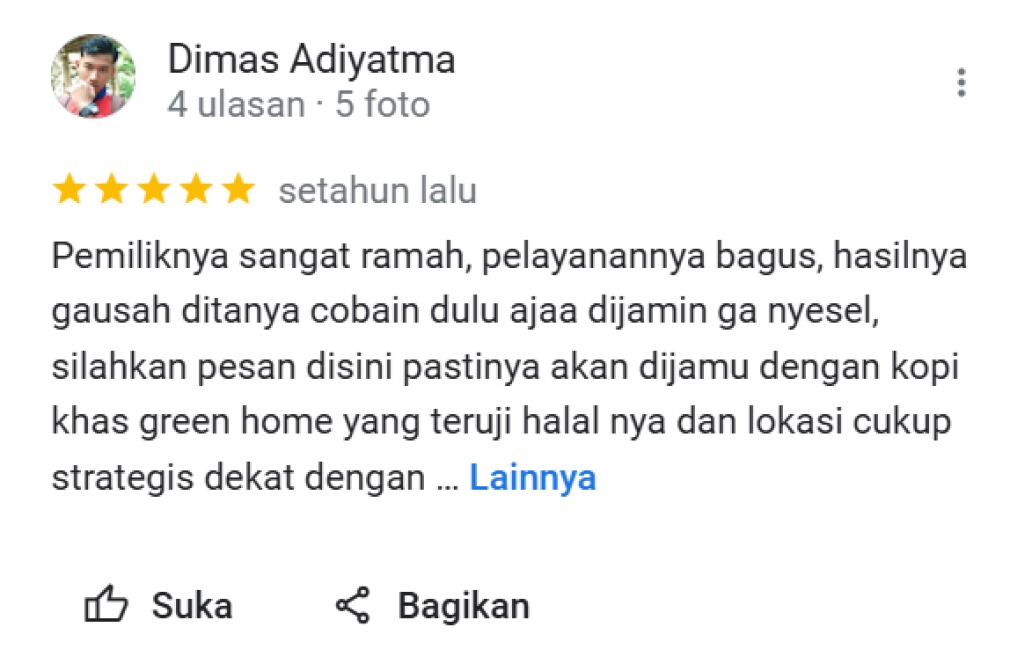 Dimas Adiyatma
4 ulasan · 5 foto
setahun lalu
Pemiliknya sangat ramah, pelayanannya bagus, hasilnya
gausah ditanya cobain dulu ajaa dijamin ga nyesel,
silahkan pesan disini pastinya akan dijamu dengan kopi
khas green home yang teruji halal nya dan lokasi cukup
strategis dekat dengan ... Lainnya
Suka Bagikan